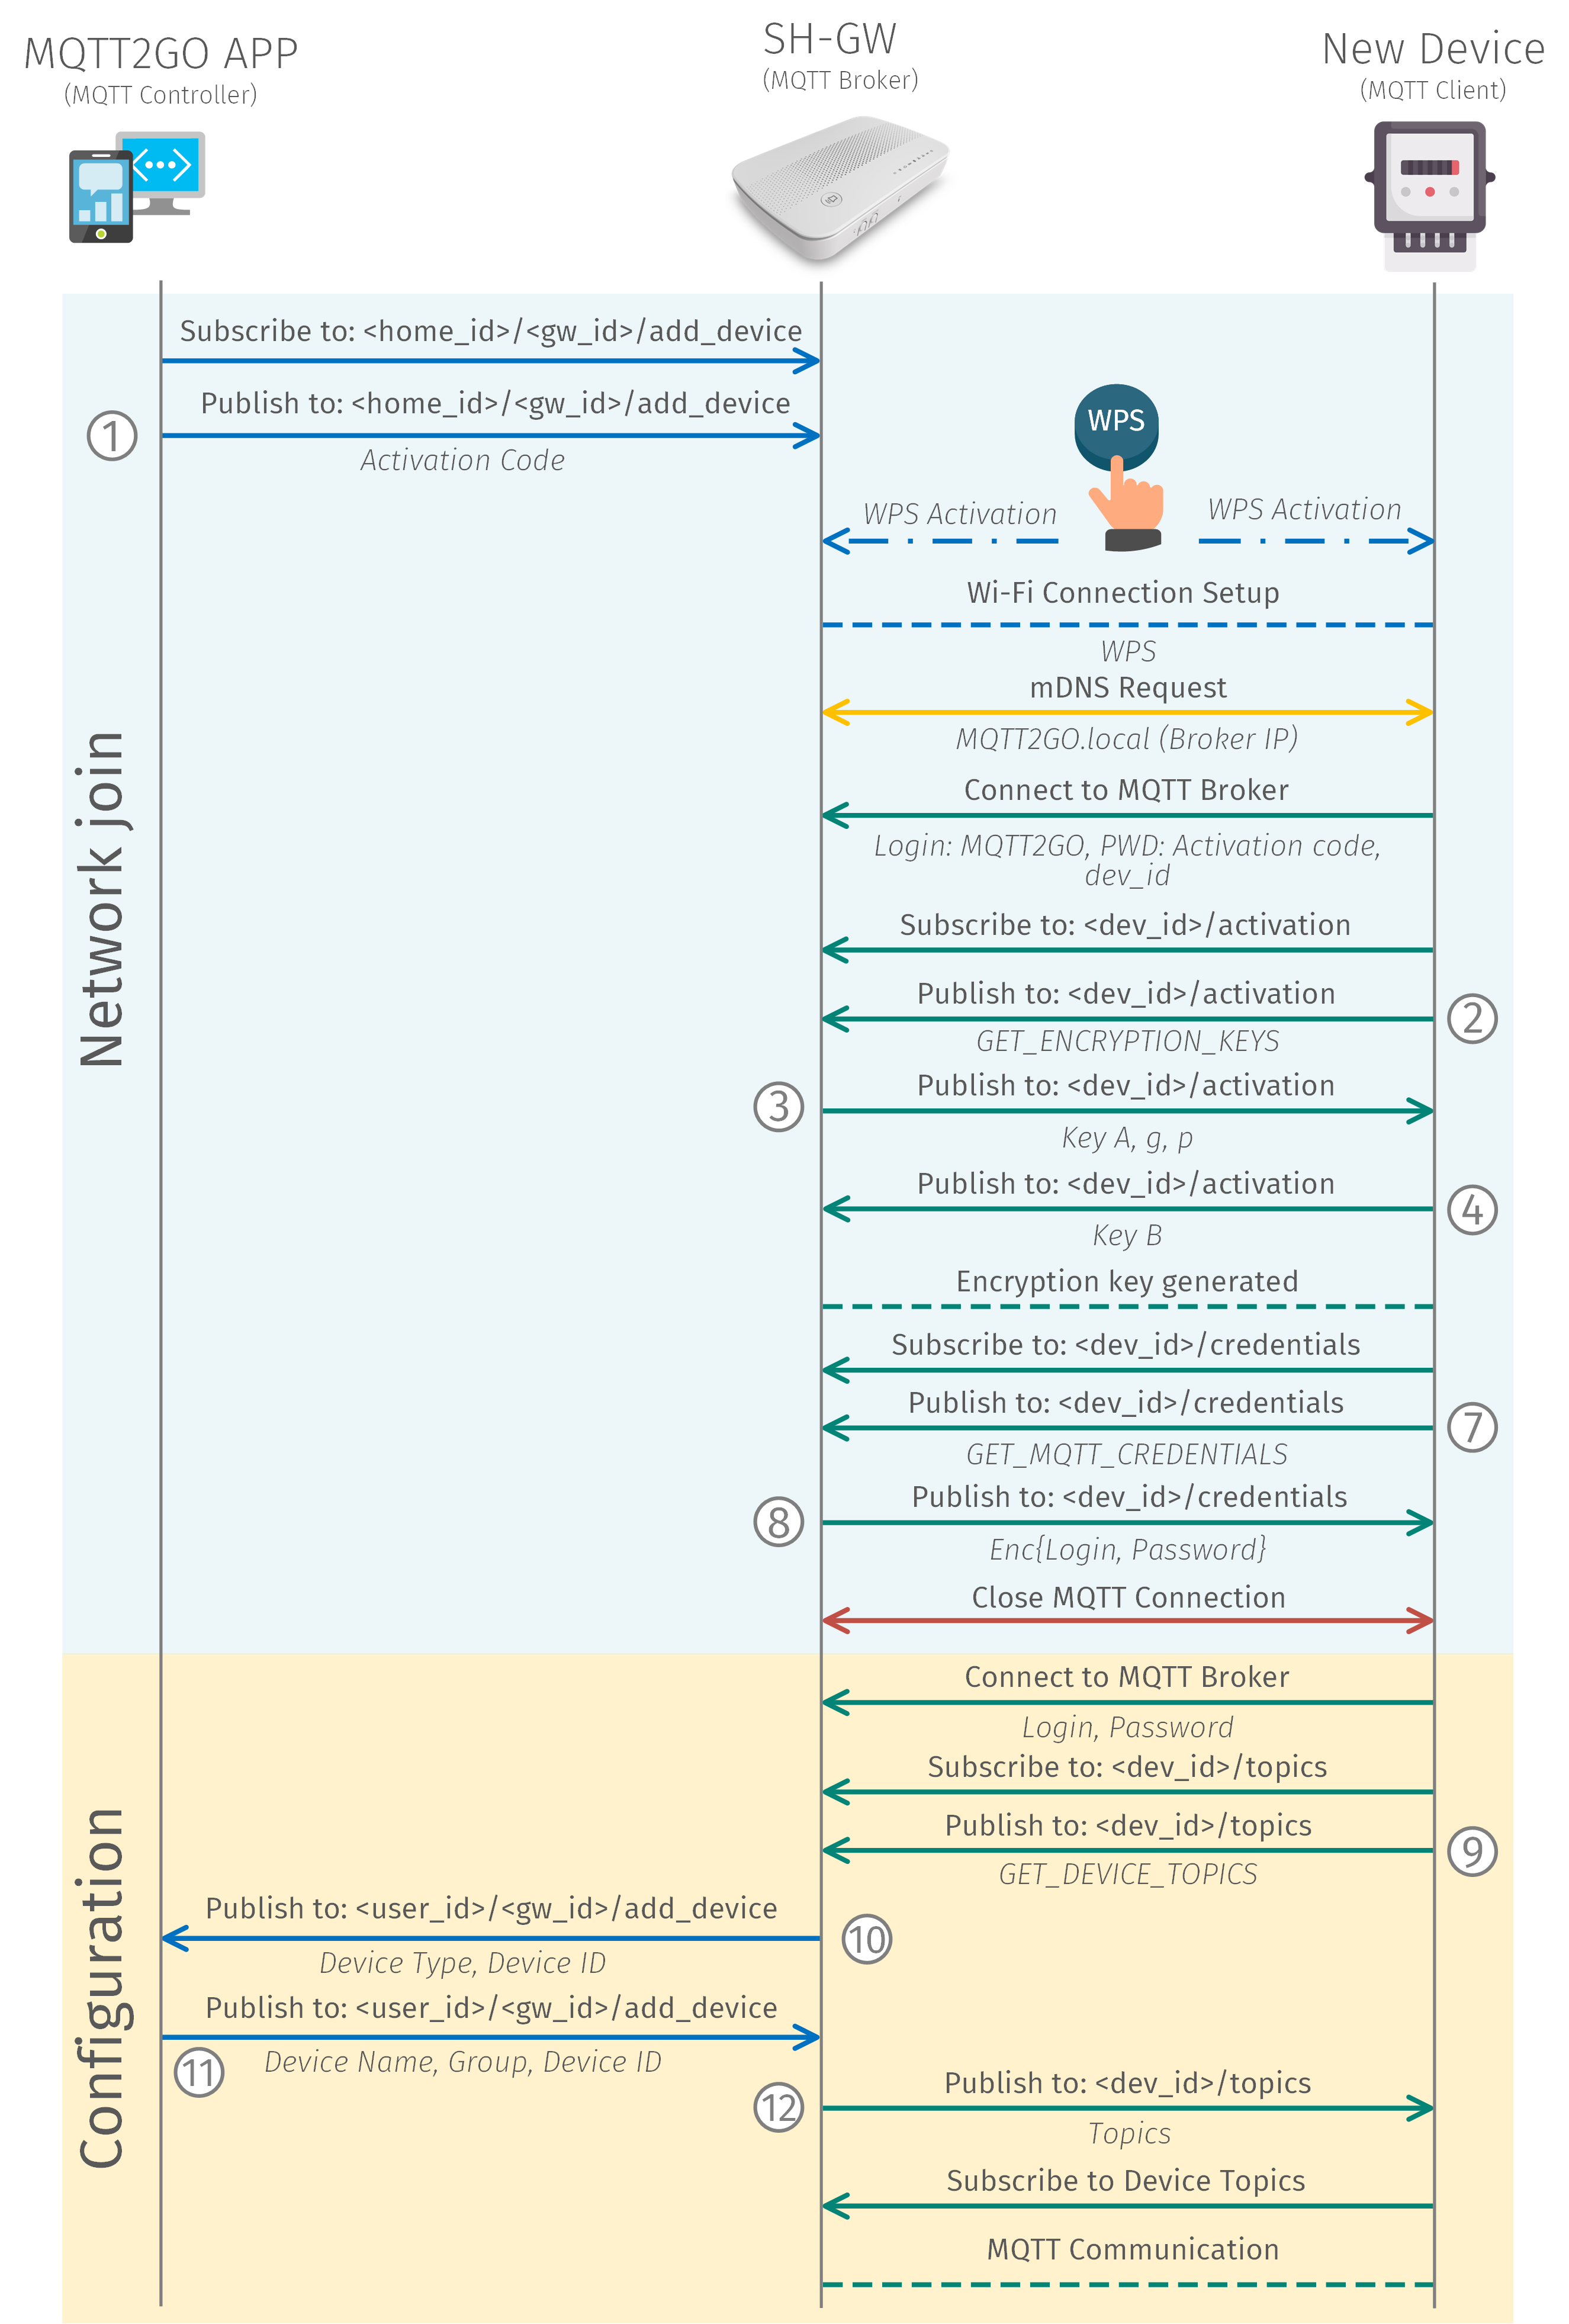 MQTT2GO APP
(MQTT Controller)
SH-GW
(MQTT Broker)
New Device
(MQTT Client)
Network join
Subscribe to: <home_id>/<gw_id>/add_device
Publish to: <home_id>/<gw_id>/add_device
1
Activation Code
WPS
WPS Activation
WPS Activation
Wi-Fi Connection Setup
WPS
mDNS Request
MQTT2GO.local (Broker IP)
Connect to MQTT Broker
Login: MQTT2GO, PWD: Activation code,
dev_id
Subscribe to: <dev_id>/activation
Publish to: <dev_id>/activation
2
GET_ENCRYPTION_KEYS
Publish to: <dev_id>/activation
3
Key A, g, p
Publish to: <dev_id>/activation
4
Key B
Encryption key generated
Subscribe to: <dev_id>/credentials
Publish to: <dev_id>/credentials
7
GET_MQTT_CREDENTIALS
Publish to: <dev_id>/credentials
8
Enc{Login, Password}
Close MQTT Connection
Configuration
Connect to MQTT Broker
Login, Password
Subscribe to: <dev_id>/topics
Publish to: <dev_id>/topics
9
GET_DEVICE_TOPICS
Publish to: <user_id>/<gw_id>/add_device
10
Device Type, Device ID
Publish to: <user_id>/<gw_id>/add_device
11
Device Name, Group, Device ID
Publish to: <dev_id>/topics
12
Topics
Subscribe to Device Topics
MQTT Communication